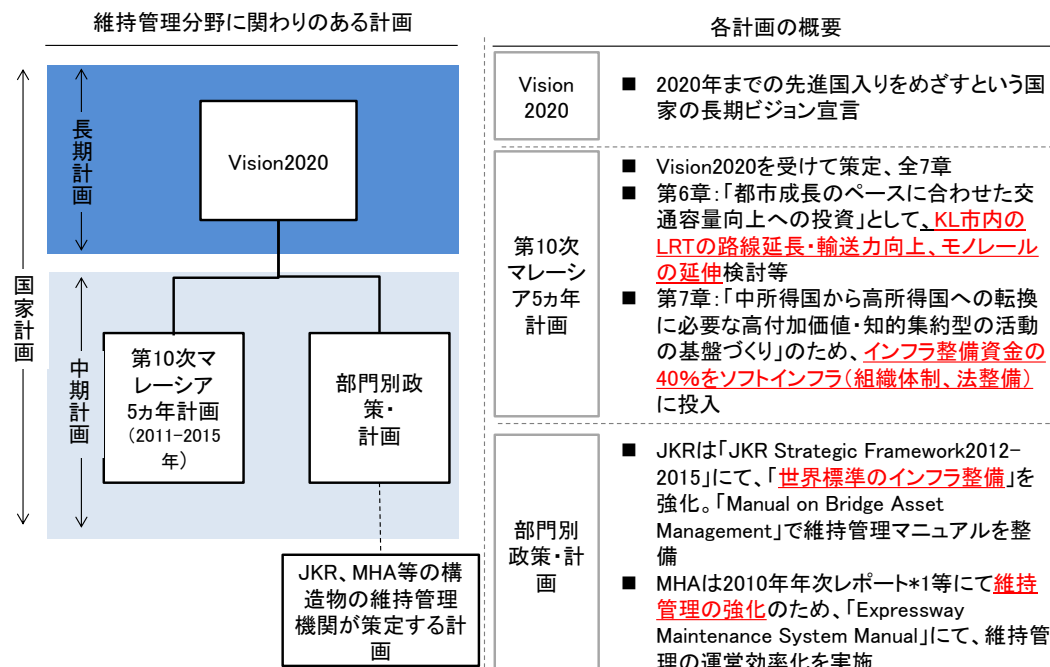 維持管理分野に関わりのある計画
国家計画
長期計画
Vision2020
中期計画
第10次マ
レーシア
5ヵ年計画
(2011-2015
年)
部門別政
策・
計画
JKR、MHA等の構
造物の維持管理
機関が策定する計
画
各計画の概要
Vision
2020
■ 2020年までの先進国入りをめざすという国
家の長期ビジョン宣言
第10次
マレーシ
ア5ヵ年
計画
■ Vision2020を受けて策定、全7章
■ 第6章:「都市成長のペースに合わせた交
通容量向上への投資」として、KL市内の
LRTの路線延長・輸送力向上、モノレール
の延伸検討等
■ 第7章:「中所得国から高所得国への転換
に必要な高付加価値・知的集約型の活動
の基盤づくり」のため、インフラ整備資金の
40%をソフトインフラ(組織体制、法整備)
に投入
部門別
政策・計
画
■ JKRは「JKR Strategic Framework2012-
2015」にて、「世界標準のインフラ整備」を
強化。「Manual on Bridge Asset
Management」で維持管理マニュアルを整
備
■ MHAは2010年年次レポート*1等にて維持
管理の強化のため、「Expressway
Maintenance System Manual」にて、維持管
理の運営効率化を実施